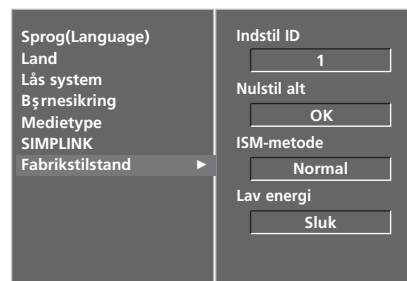 Sprog(Language)
Land
Lås system
Bşrnesikring
Medietype
SIMPLINK
Fabrikstilstand ►
Indstil ID
1
Nulstil alt
OK
ISM-metode
Normal
Lav energi
Sluk